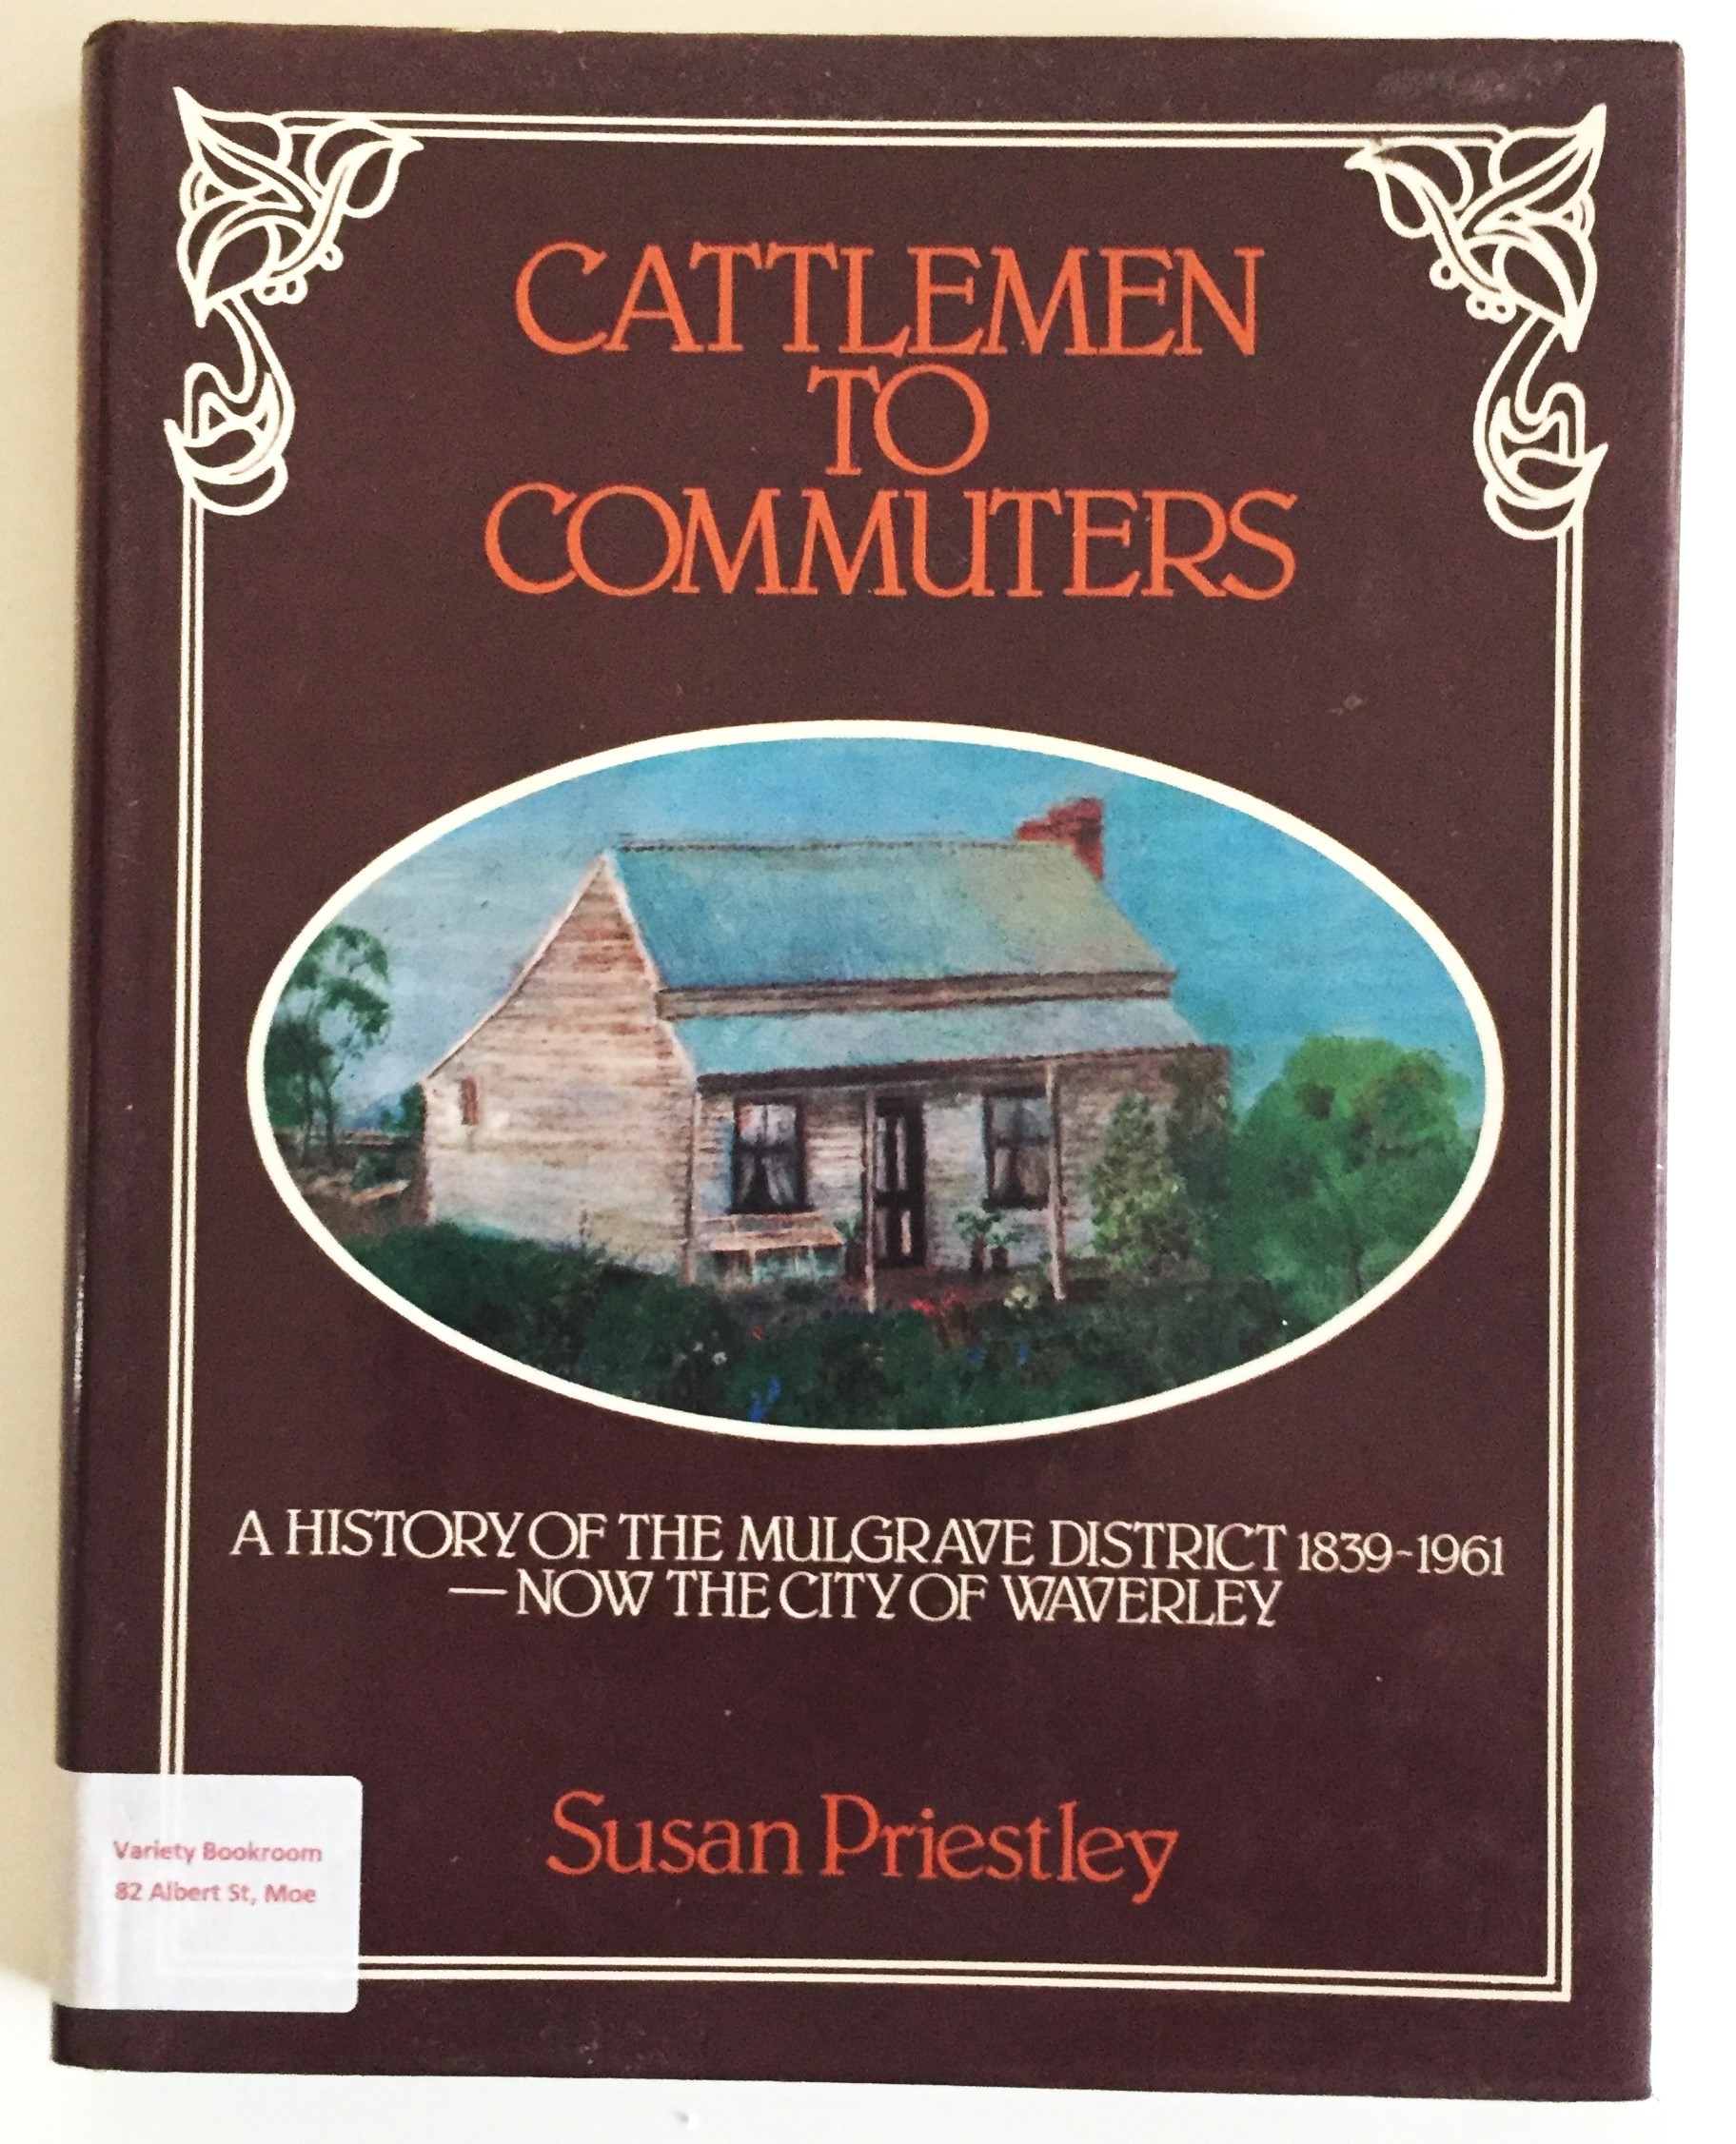 CATTLEMEN
TO
COMMUTERS
A HISTORY OF THE MULGRAVE DISTRICT 1839-1961
— NOW THE CITY OF WAVERLEY
Susan Priestley
Variety Bookroom
82 Albert St, Moe